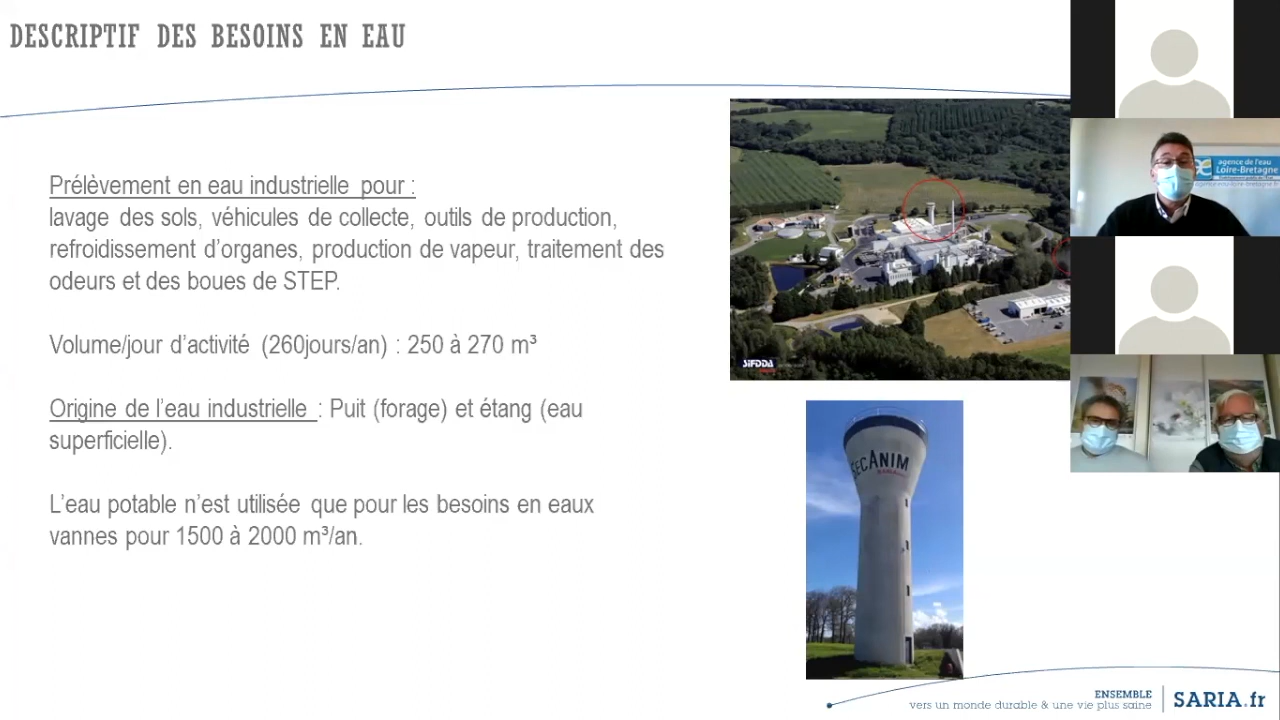 DESCRIPTIF DES BESOINS EN EAU
Prélèvement en eau industrielle pour :
lavage des sols, véhicules de collecte, outils de production,
refroidissement d’organes, production de vapeur, traitement des
odeurs et des boues de STEP.
Volume/jour d’activité (260jours/an) : 250 à 270 m³
Origine de l’eau industrielle : Puit (forage) et étang (eau
superficielle).
L’eau potable n’est utilisée que pour les besoins en eaux
vannes pour 1500 à 2000 m³/an.
SIFDDA
SECANIM
agence de l'eau
Loire-Bretagne
ENSEMBLE
vers un monde durable & une vie plus saine
SARIA.fr